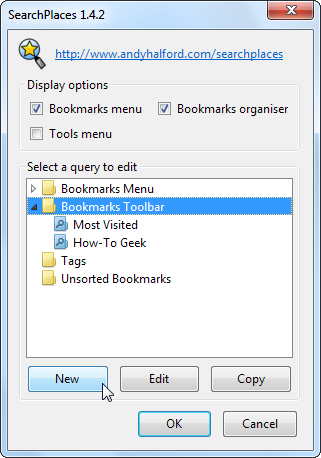 SearchPlaces 1.4.2
http://www.andyhalford.com/searchplaces
Display options
Bookmarks menu Bookmarks organiser
Tools menu
Select a query to edit
Bookmarks Menu
Bookmarks Toolbar
Most Visited
How-To Geek
Tags
Unsorted Bookmarks
New Edit Copy
OK Cancel